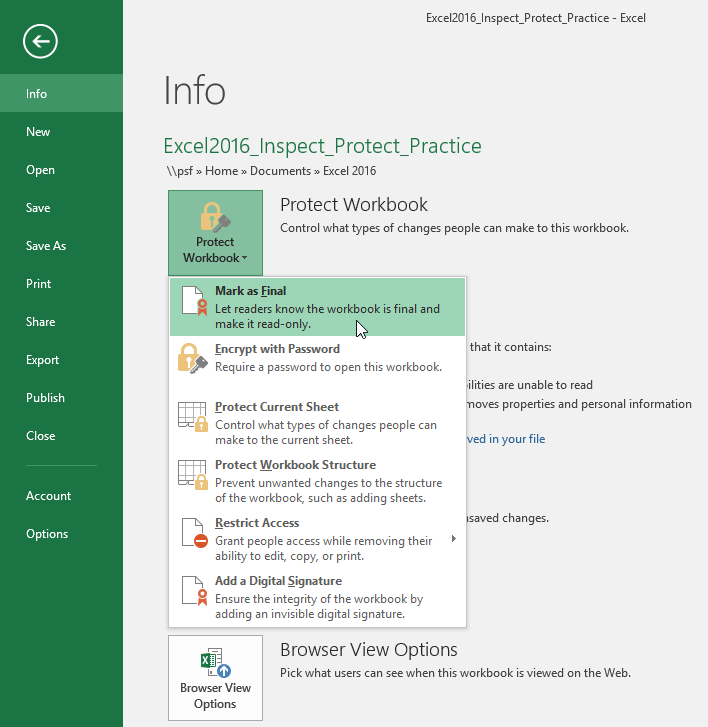 Excel2016_Inspect_Protect_Practice - Excel
Info
New
Open
Save
Save As
Print
Share
Export
Publish
Close
Account
Options
Info
Excel2016_Inspect_Protect_Practice
\\psf » Home » Documents » Excel 2016
Protect
Workbook
Protect Workbook
Control what types of changes people can make to this workbook.
Mark as Final
Let readers know the workbook is final and
make it read-only.
Encrypt with Password
Require a password to open this workbook.
Protect Current Sheet
Control what types of changes people can
make to the current sheet.
Protect Workbook Structure
Prevent unwanted changes to the structure
of the workbook, such as adding sheets.
Restrict Access
Grant people access while removing their
ability to edit, copy, or print.
Add a Digital Signature
Ensure the integrity of the workbook by
adding an invisible digital signature.
that it contains:
bilities are unable to read
moves properties and personal information
ved in your file
nsaved changes.
Browser View
Options
Browser View Options
Pick what users can see when this workbook is viewed on the Web.